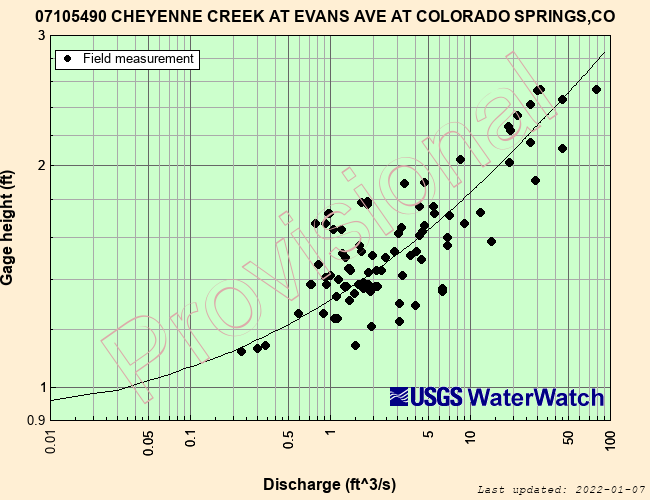 07105490 CHEYENNE CREEK AT EVANS AVE AT COLORADO SPRINGS,CO
3
Field measurement
Provisional
2
Gage height (ft)
1
USGS WaterWatch
0.9
0.01
0.05
0.1
0.5
1
5
10
50
100
Discharge (ft^3/s)
Last updated: 2022-01-07